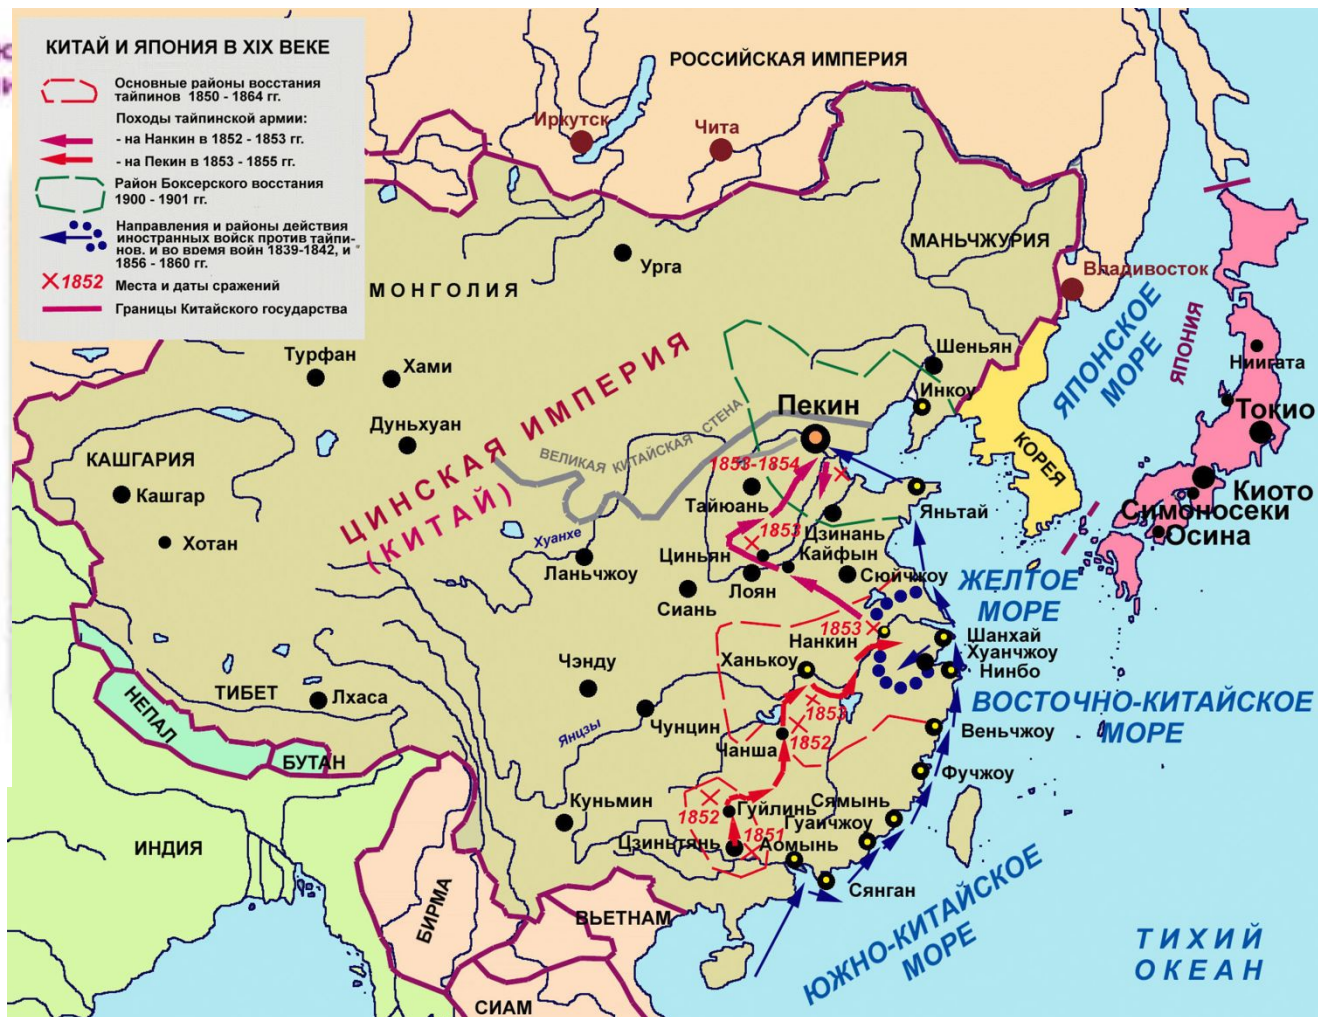 КИТАЙ И ЯПОНИЯ В XIX ВЕКЕ
Основные районы восстания
тайпинов 1850 - 1864 гг.
Походы тайпинской армии:
- на Нанкин в 1852 - 1853 гг.
- на Пекин в 1853 - 1855 гг.
Район Боксерского восстания
1900 - 1901 гг.
Направления и районы действия
иностранных войск против тайпи-
нов, и во время войн 1839-1842, и
1856 - 1860 гг.
1852 Места и даты сражений
Границы Китайского государства
РОССИЙСКАЯ ИМПЕРИЯ
Иркутск
Чита
МАНЬЧЖУРИЯ
Урга
Владивосток
МОНГОЛИЯ
ЯПОНСКОЕ
МОРЕ
ЯПОНИЯ
Турфан
Хами
Шеньян
Ниигата
Инкоу
Пекин
Токио
Дуньхуан
ЦИНСКАЯ ИМПЕРИЯ
(КИТАЙ)
ВЕЛИКАЯ КИТАЙСКАЯ СТЕНА
КОРЕЯ
КАШГАРИЯ
1853-1854
Кашгар
Киото
Тайюань
Яньтай
Симоносеки
Хотан
Хуанхе
1853
Дзинань
Осина
Циньян
Кайфын
Ланьчжоу
Лоян
Сюйчжоу
ЖЕЛТОЕ
МОРЕ
Сиань
1853
Нанкин
Шанхай
Хуанчжоу
Ханькоу
Нинбо
Чэнду
ТИБЕТ
Лхаса
НЕПАЛ
ВОСТОЧНО-КИТАЙСКОЕ
МОРЕ
1853
Чунцин
Янцзы
Чанша
1852
Веньчжоу
БУТАН
Фучжоу
Куньмин
1852
Гуйлинь
Сямынь
Гуаичжоу
1851
Цзиньтянь
Аомынь
ИНДИЯ
Сянган
БИРМА
ВЬЕТНАМ
ЮЖНО-КИТАЙСКОЕ
МОРЕ
ТИХИЙ
ОКЕАН
СИАМ